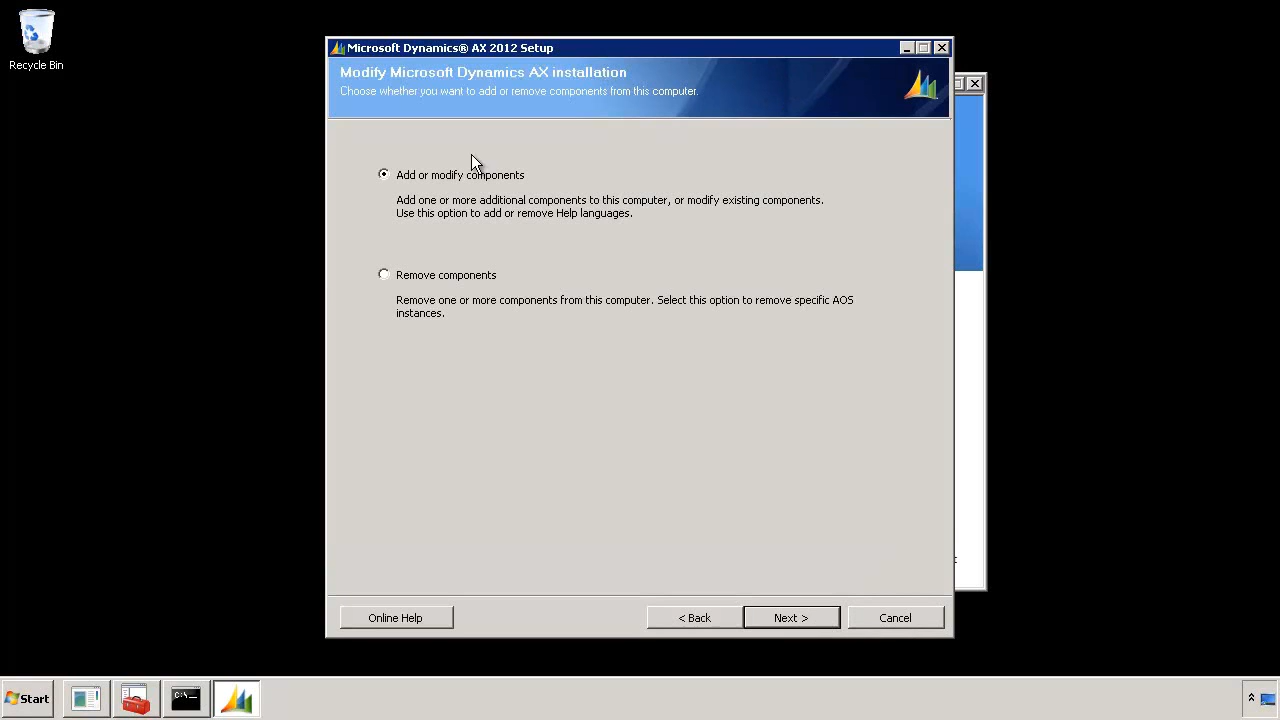 Recycle Bin
Microsoft Dynamics® AX 2012 Setup
Modify Microsoft Dynamics AX installation
Choose whether you want to add or remove components from this computer.
Add or modify components
Add one or more additional components to this computer, or modify existing components.
Use this option to add or remove Help languages.
Remove components
Remove one or more components from this computer. Select this option to remove specific AOS
instances.
Online Help
< Back
Next >
Cancel
Start
C:\